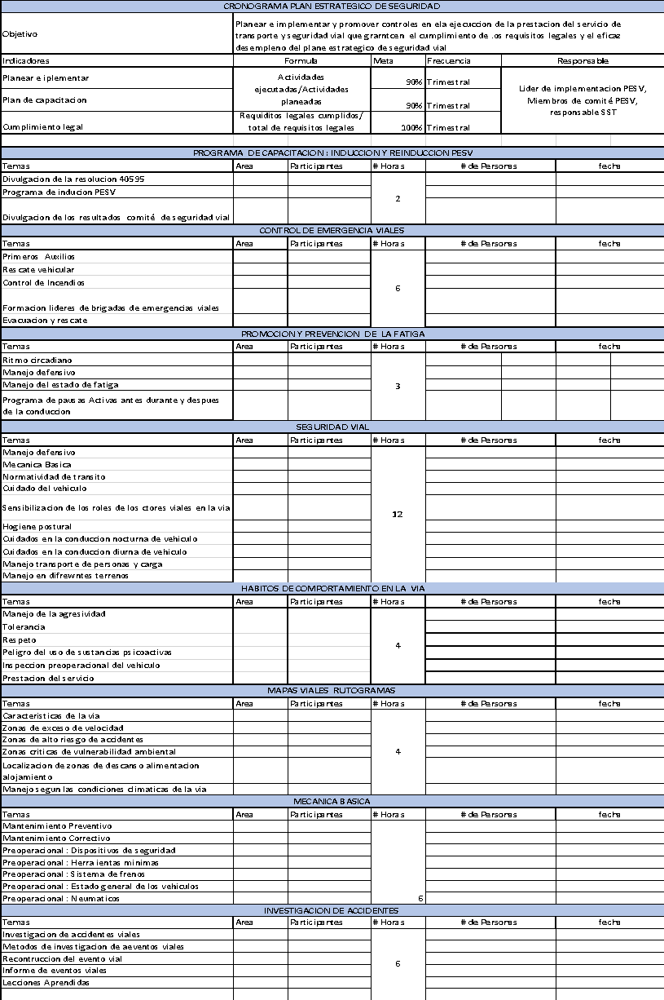 CRONOGRAMA PLAN ESTRATEGICO DE SEGURIDAD
Objetivo
Planear e implementar y promover controles en ela ejecuccion de la prestacion del servicio de
transporte y seguridad vial que grarntcen el cumplimiento de .os requisitos legales y el eficaz
desempleno del plane estrategico de seguridad vial
Indicadores Formula Meta Frecuencia Responsable
Planear e iplementar
Actividades
ejecutadas/Actividades
planeadas
90% Trimestral
Plan de capacitacion
90% Trimestral
Lider de implementacion PESV,
Miembros de comité PESV,
responsable SST
Cumplimiento legal
Requiditos legales cumplidos/
total de requisitos legales
100% Trimestral
PROGRAMA DE CAPACITACION : INDUCCION Y REINDUCCION PESV
Temas Area Participantes # Horas # de Personas fecha
Divulgacion de la resolucion 40595
Programa de inducion PESV
2
Divulgacion de los resultados comité de seguridad vial
CONTROL DE EMERGENCIA VIALES
Temas Area Participantes # Horas # de Personas fecha
Primeros Auxilios
Rescate vehicular
Control de Incendios
6
Formacion lideres de brigadas de emergencias viales
Evacuacion y rescate
PROMOCION Y PREVENCION DE LA FATIGA
Temas Area Participantes # Horas # de Personas fecha
Ritmo circadiano
Manejo defensivo
Manejo del estado de fatiga
3
Programa de pausas Activas antes durante y despues
de la conduccion
SEGURIDAD VIAL
Temas Area Participantes # Horas # de Personas fecha
Manejo defensivo
Mecanica Basica
Normatividad de transito
Cuidado del vehiculo
Sensibilizacion de los roles de los ctores viales en la via
12
Hogiene postural
Cuidados en la conduccion nocturna de vehiculo
Cuidados en la conduccion diurna de vehiculo
Manejo transporte de personas y carga
Manejo en difrewntes terrenos
HABITOS DE COMPORTAMIENTO EN LA VIA
Temas Area Participantes # Horas # de Personas fecha
Manejo de la agresividad
Tolerancia
Respeto
4
Peligro del uso de sustancias psicoactivas
Inspeccion preoperacional del vehiculo
Prestacion del servicio
MAPAS VIALES RUTOGRAMAS
Temas Area Participantes # Horas # de Personas fecha
Caracteristicas de la via
Zonas de exceso de velocidad
Zonas de alto riesgo de accidentes
Zonas criticas de vulnerabilidad ambiental
4
Localizacion de zonas de descanso alimentacion
alojamiento
Manejo segun las condiciones climaticas de la via
MECANICA BASICA
Temas Area Participantes # Horas # de Personas fecha
Mantenimiento Preventivo
Mantenimiento Correctivo
Preoperacional : Dispositivos de seguridad
Preoperacional : Herra ientas minimas
Preoperacional : Sistema de frenos
Preoperacional : Estado general de los vehiculos
Preoperacional : Neumaticos 6
INVESTIGACION DE ACCIDENTES
Temas Area Participantes # Horas # de Personas fecha
Investigacion de accidentes viales
Metodos de investigacion de aeventos viales
Recontruccion del evento vial
6
Informe de eventos viales
Lecciones Aprendidas